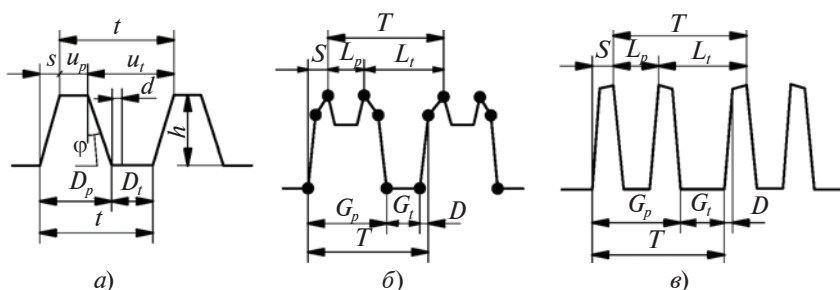 t
s u_p u_t
d
h
φ
D_p D_t
t
а)
T
S L_p L_t
G_p G_t D
T
б)
T
S L_p L_t
G_p G_t D
T
в)